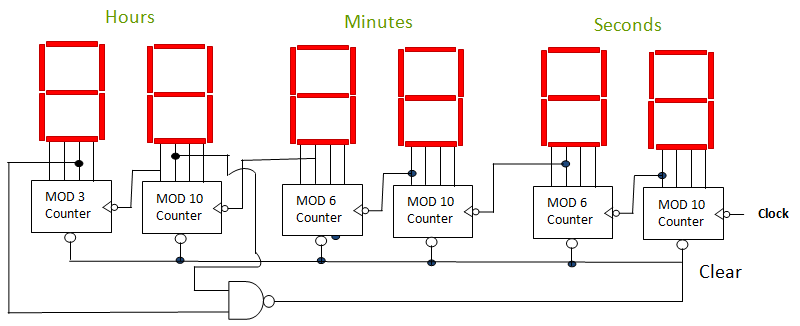 Hours
Minutes
Seconds
MOD 3
Counter
MOD 10
Counter
MOD 6
Counter
MOD 10
Counter
MOD 6
Counter
MOD 10
Counter
Clock
Clear